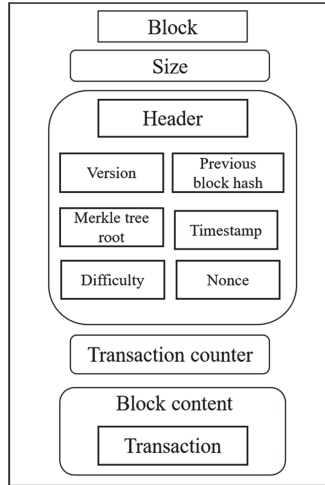 Block
Size
Header
Version
Previous
block hash
Merkle tree
root
Timestamp
Difficulty
Nonce
Transaction counter
Block content
Transaction